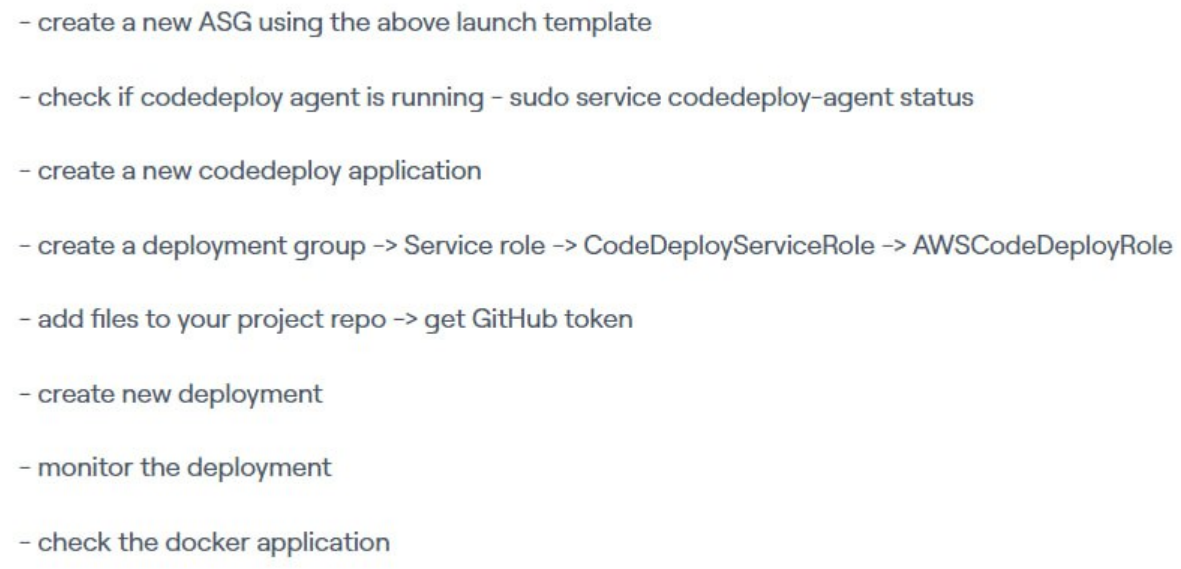 - create a new ASG using the above launch template
- check if codedeploy agent is running - sudo service codedeploy-agent status
- create a new codedeploy application
- create a deployment group -> Service role -> CodeDeployServiceRole -> AWSCodeDeployRole
- add files to your project repo -> get GitHub token
- create new deployment
- monitor the deployment
- check the docker application